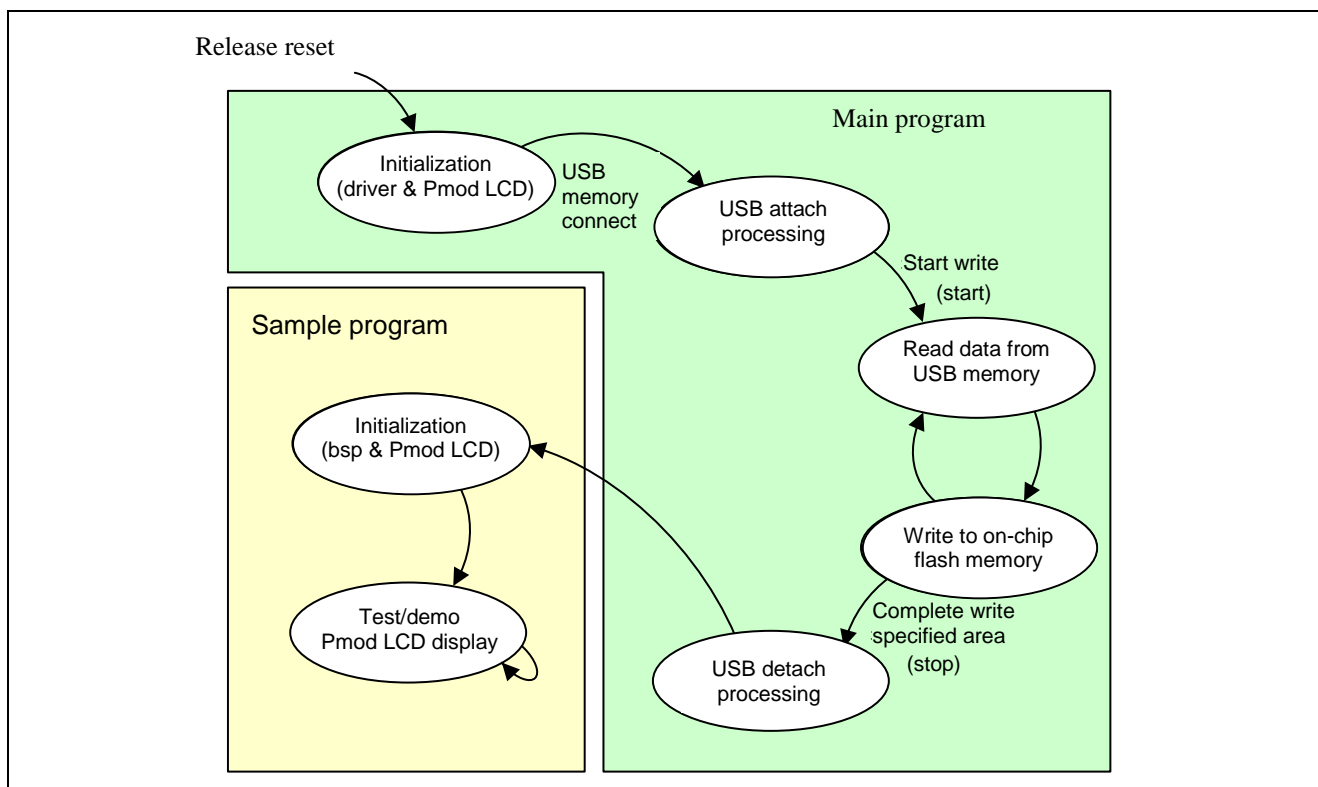 Release reset
Main program
Initialization
(driver & Pmod LCD)
USB
memory
connect
USB attach
processing
Start write
(start)
Read data from
USB memory
Sample program
Initialization
(bsp & Pmod LCD)
Write to on-chip
flash memory
Test/demo
Pmod LCD display
Complete write
specified area
(stop)
USB detach
processing